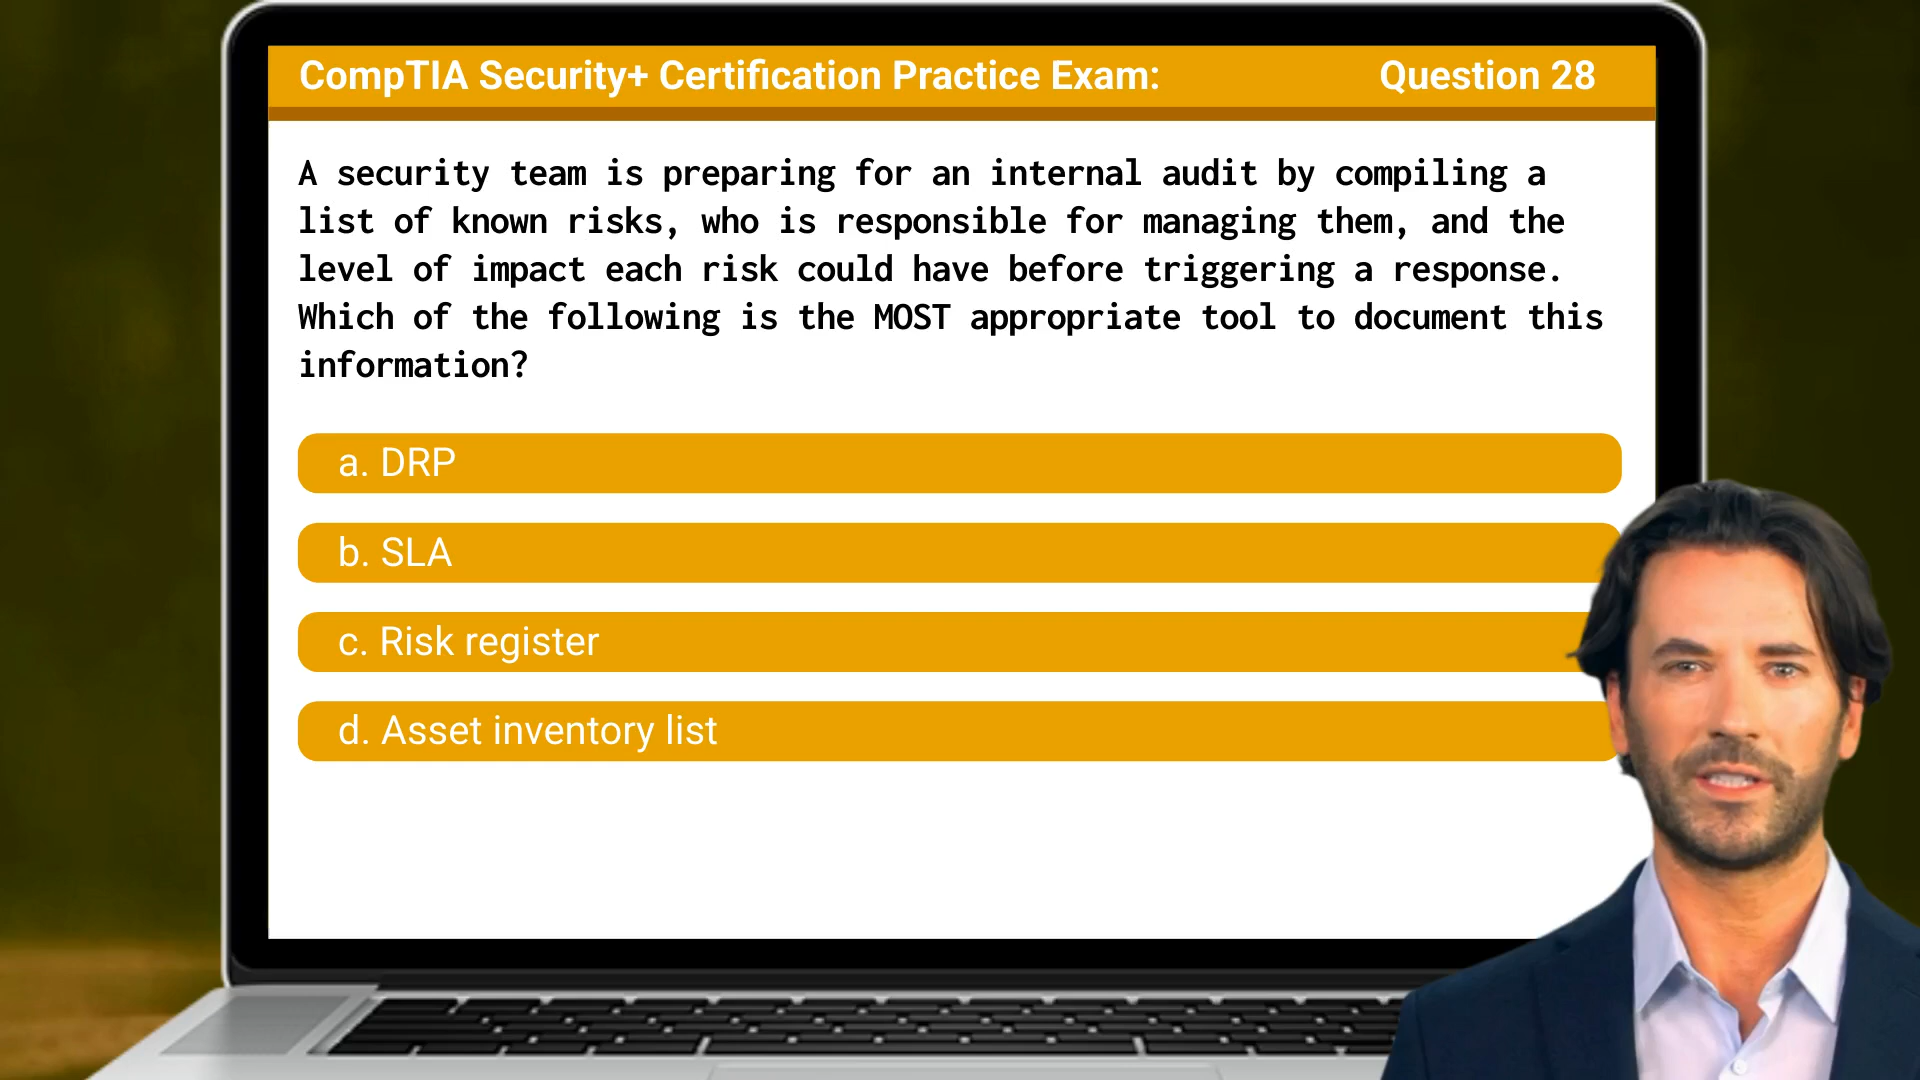 CompTIA Security+ Certification Practice Exam: Question 28
A security team is preparing for an internal audit by compiling a
list of known risks, who is responsible for managing them, and the
level of impact each risk could have before triggering a response.
Which of the following is the MOST appropriate tool to document this
information?
a. DRP
b. SLA
c. Risk register
d. Asset inventory list